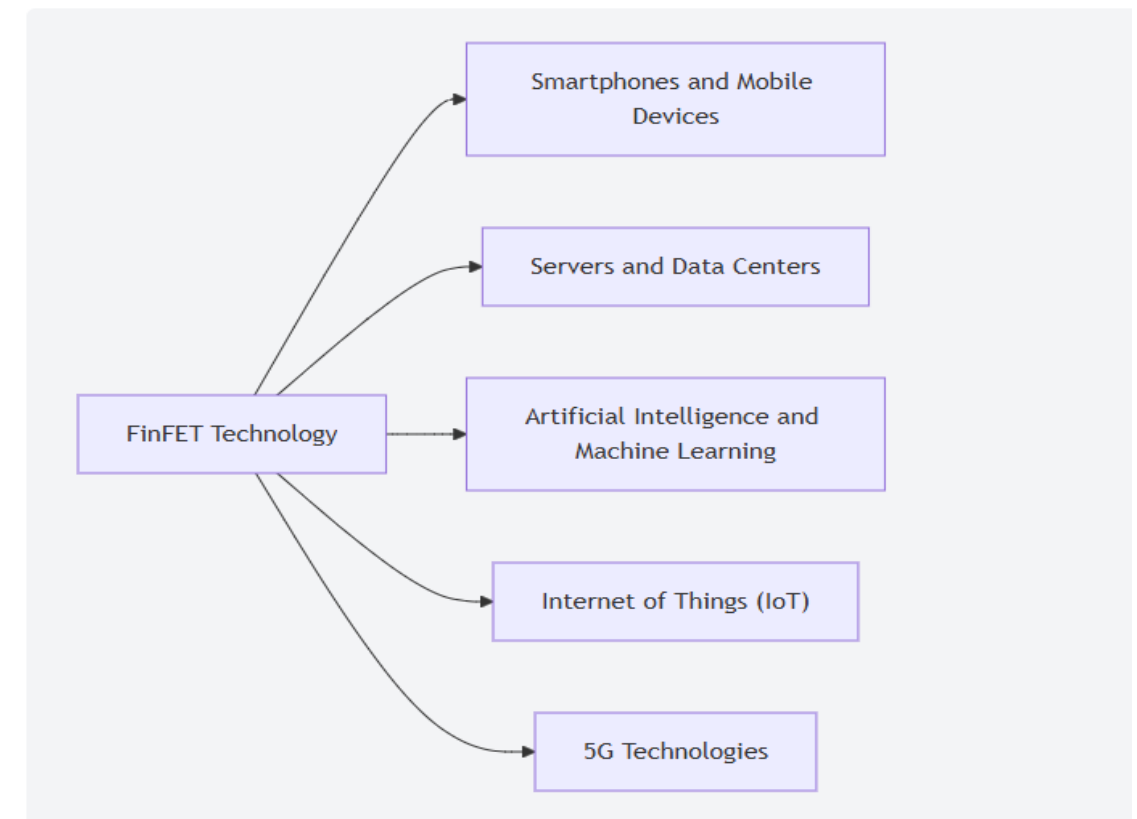 Smartphones and Mobile
Devices
Servers and Data Centers
FinFET Technology
Artificial Intelligence and
Machine Learning
Internet of Things (IoT)
5G Technologies